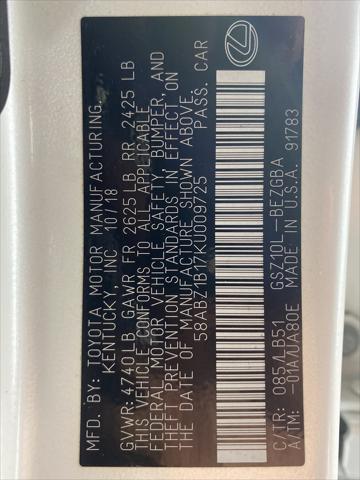 MFD. BY: TOYOTA MOTOR MANUFACTURING,
KENTUCKY, INC. 10/18
GVWR: 4740 LB GAWR FR 2625 LB RR 2425 LB
THIS VEHICLE CONFORMS TO ALL APPLICABLE
FEDERAL MOTOR VEHICLE SAFETY, BUMPER, AND
THEFT PREVENTION STANDARDS IN EFFECT ON
THE DATE OF MANUFACTURE SHOWN ABOVE.
58ABZ1B17KU009725 PASS. CAR
C/TR: 085/LB51 GSZ10L-BEZGBA
A/TM: -01A/UA80E MADE IN U.S.A. 91783